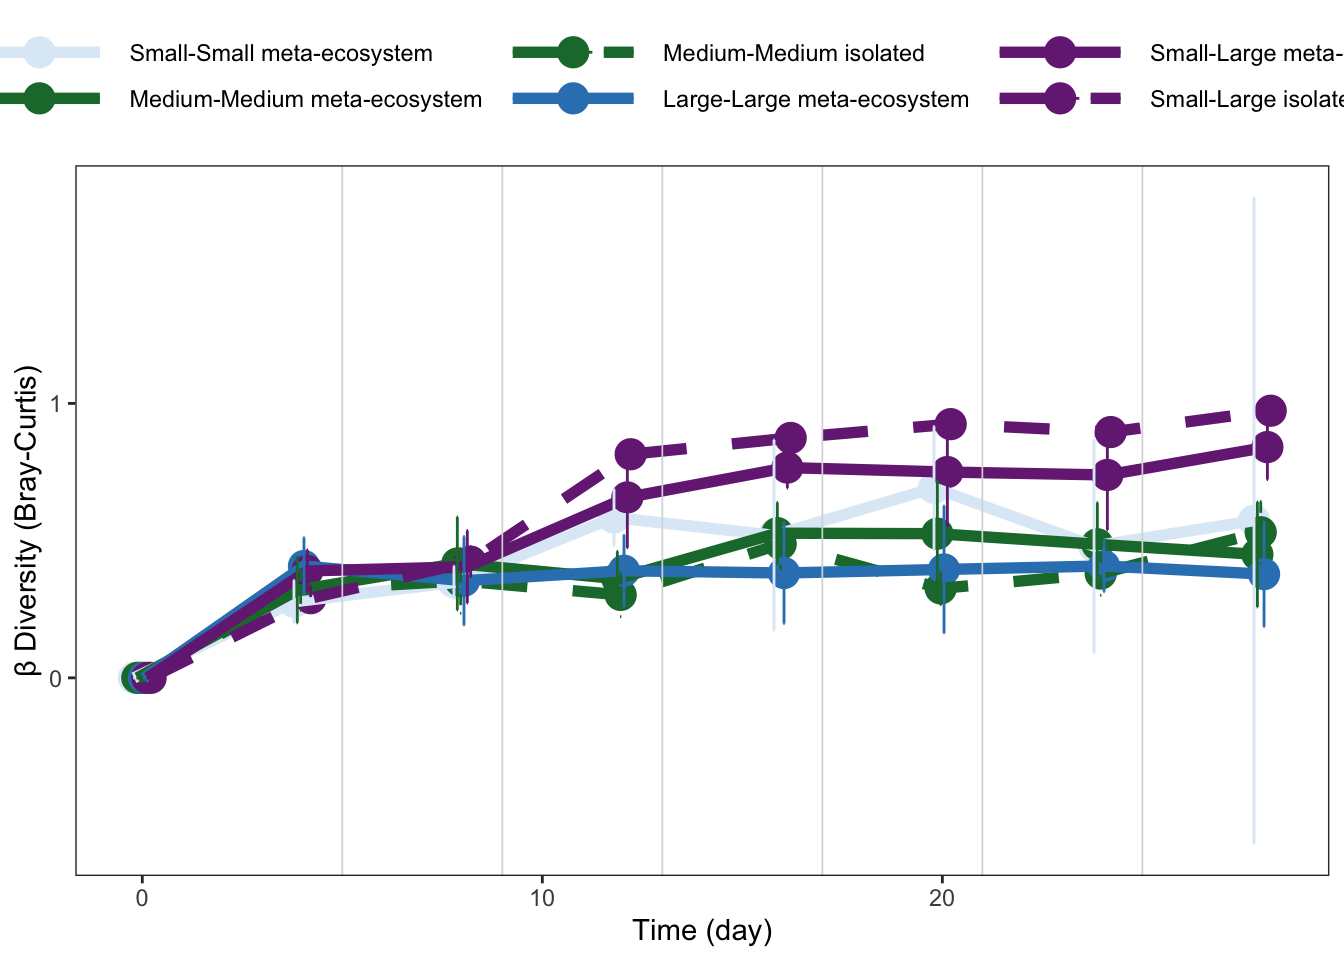 Small-Small meta-ecosystem Medium-Medium isolated Small-Large meta-
Medium-Medium meta-ecosystem Large-Large meta-ecosystem Small-Large isolate
β Diversity (Bray-Curtis)
1
0
0 10 20
Time (day)